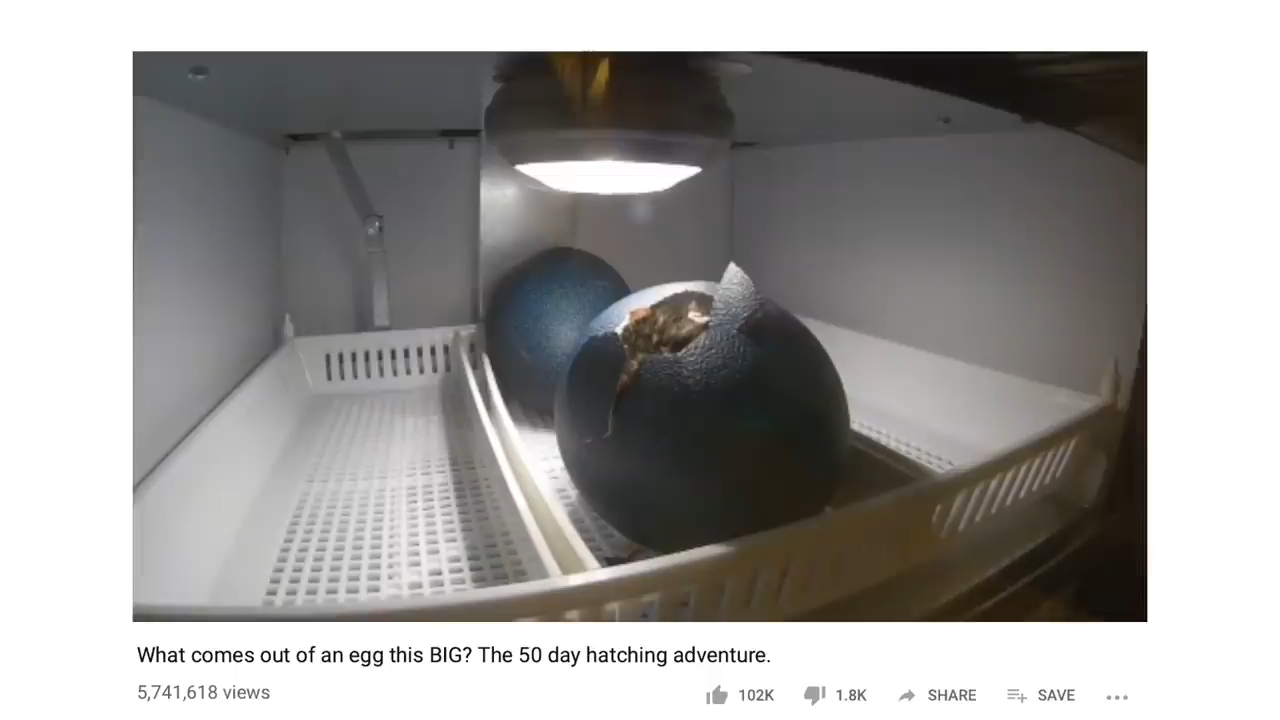 What comes out of an egg this BIG? The 50 day hatching adventure.
5,741,618 views 102K 1.8K SHARE SAVE